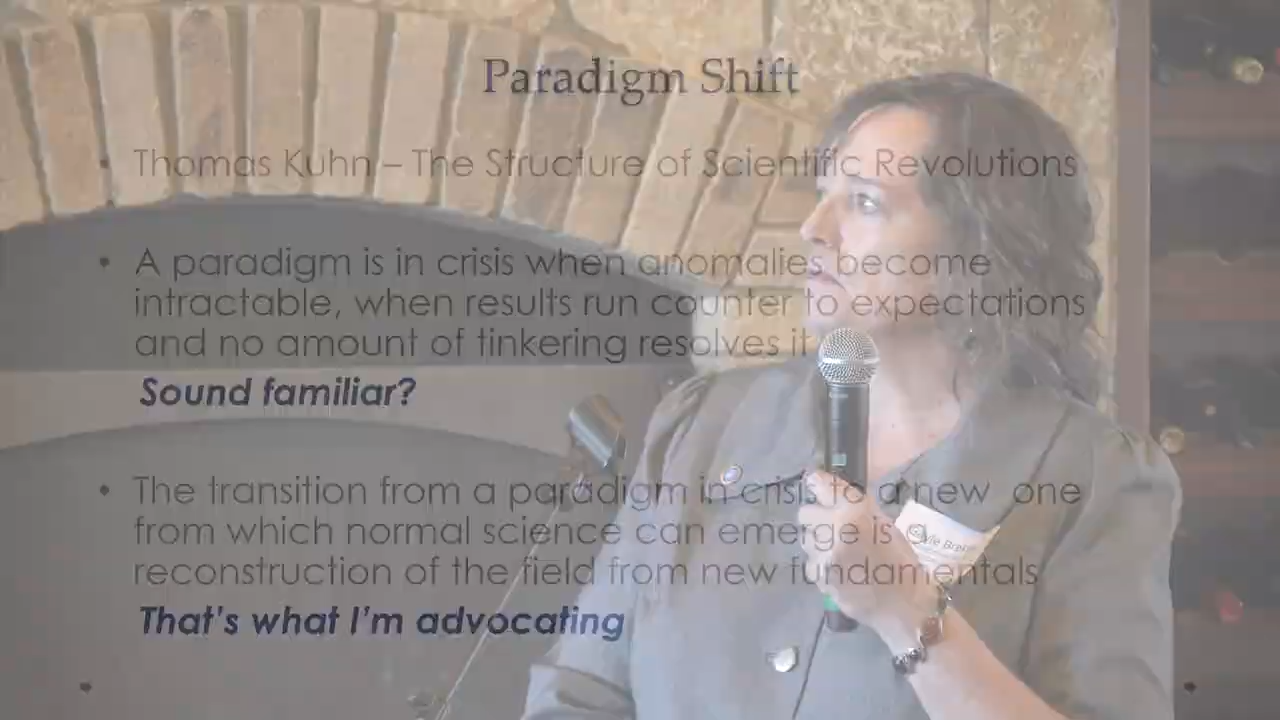 Paradigm Shift
• Thomas Kuhn – The Structure of Scientific Revolutions
• A paradigm is in crisis when anomalies become
intractable, when results run counter to expectations
and no amount of tinkering resolves it
Sound familiar?
• The transition from a paradigm in crisis to a new one
from which normal science can emerge is a
reconstruction of the field from new fundamentals
That's what I'm advocating